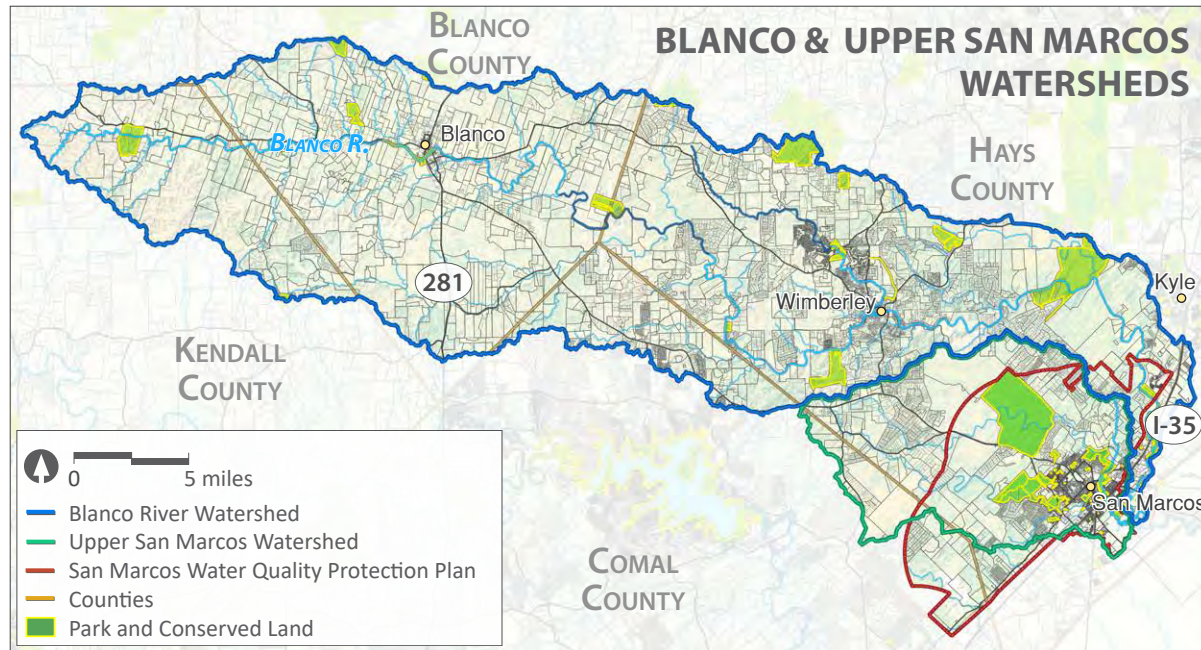 BLANCO & UPPER SAN MARCOS
WATERSHEDS
BLANCO
COUNTY
HAYS
COUNTY
BLANCO R.
Blanco
281
Wimberley
Kyle
KENDALL
COUNTY
I-35
San Marcos
COMAL
COUNTY
0 5 miles
Blanco River Watershed
Upper San Marcos Watershed
San Marcos Water Quality Protection Plan
Counties
Park and Conserved Land